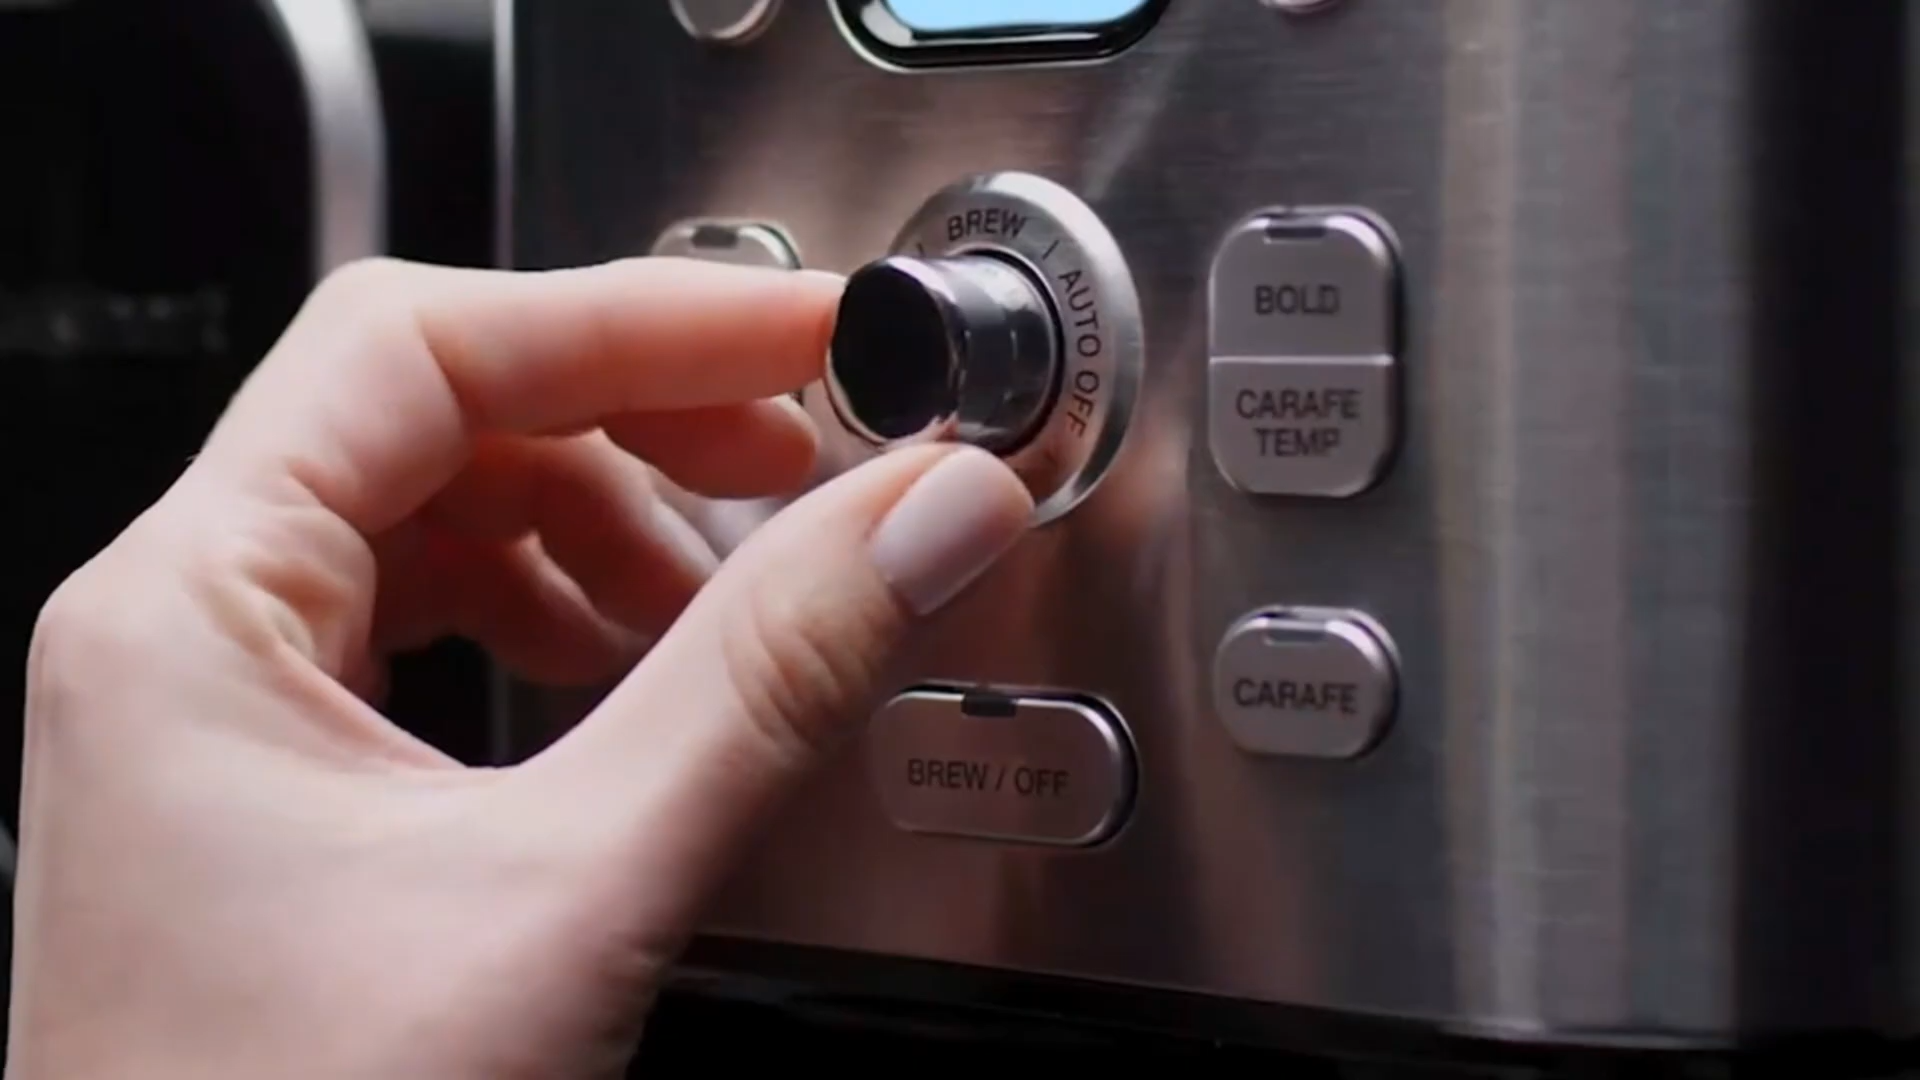 BREW
AUTO OFF
BOLD
CARAFE
TEMP
CARAFE
BREW / OFF